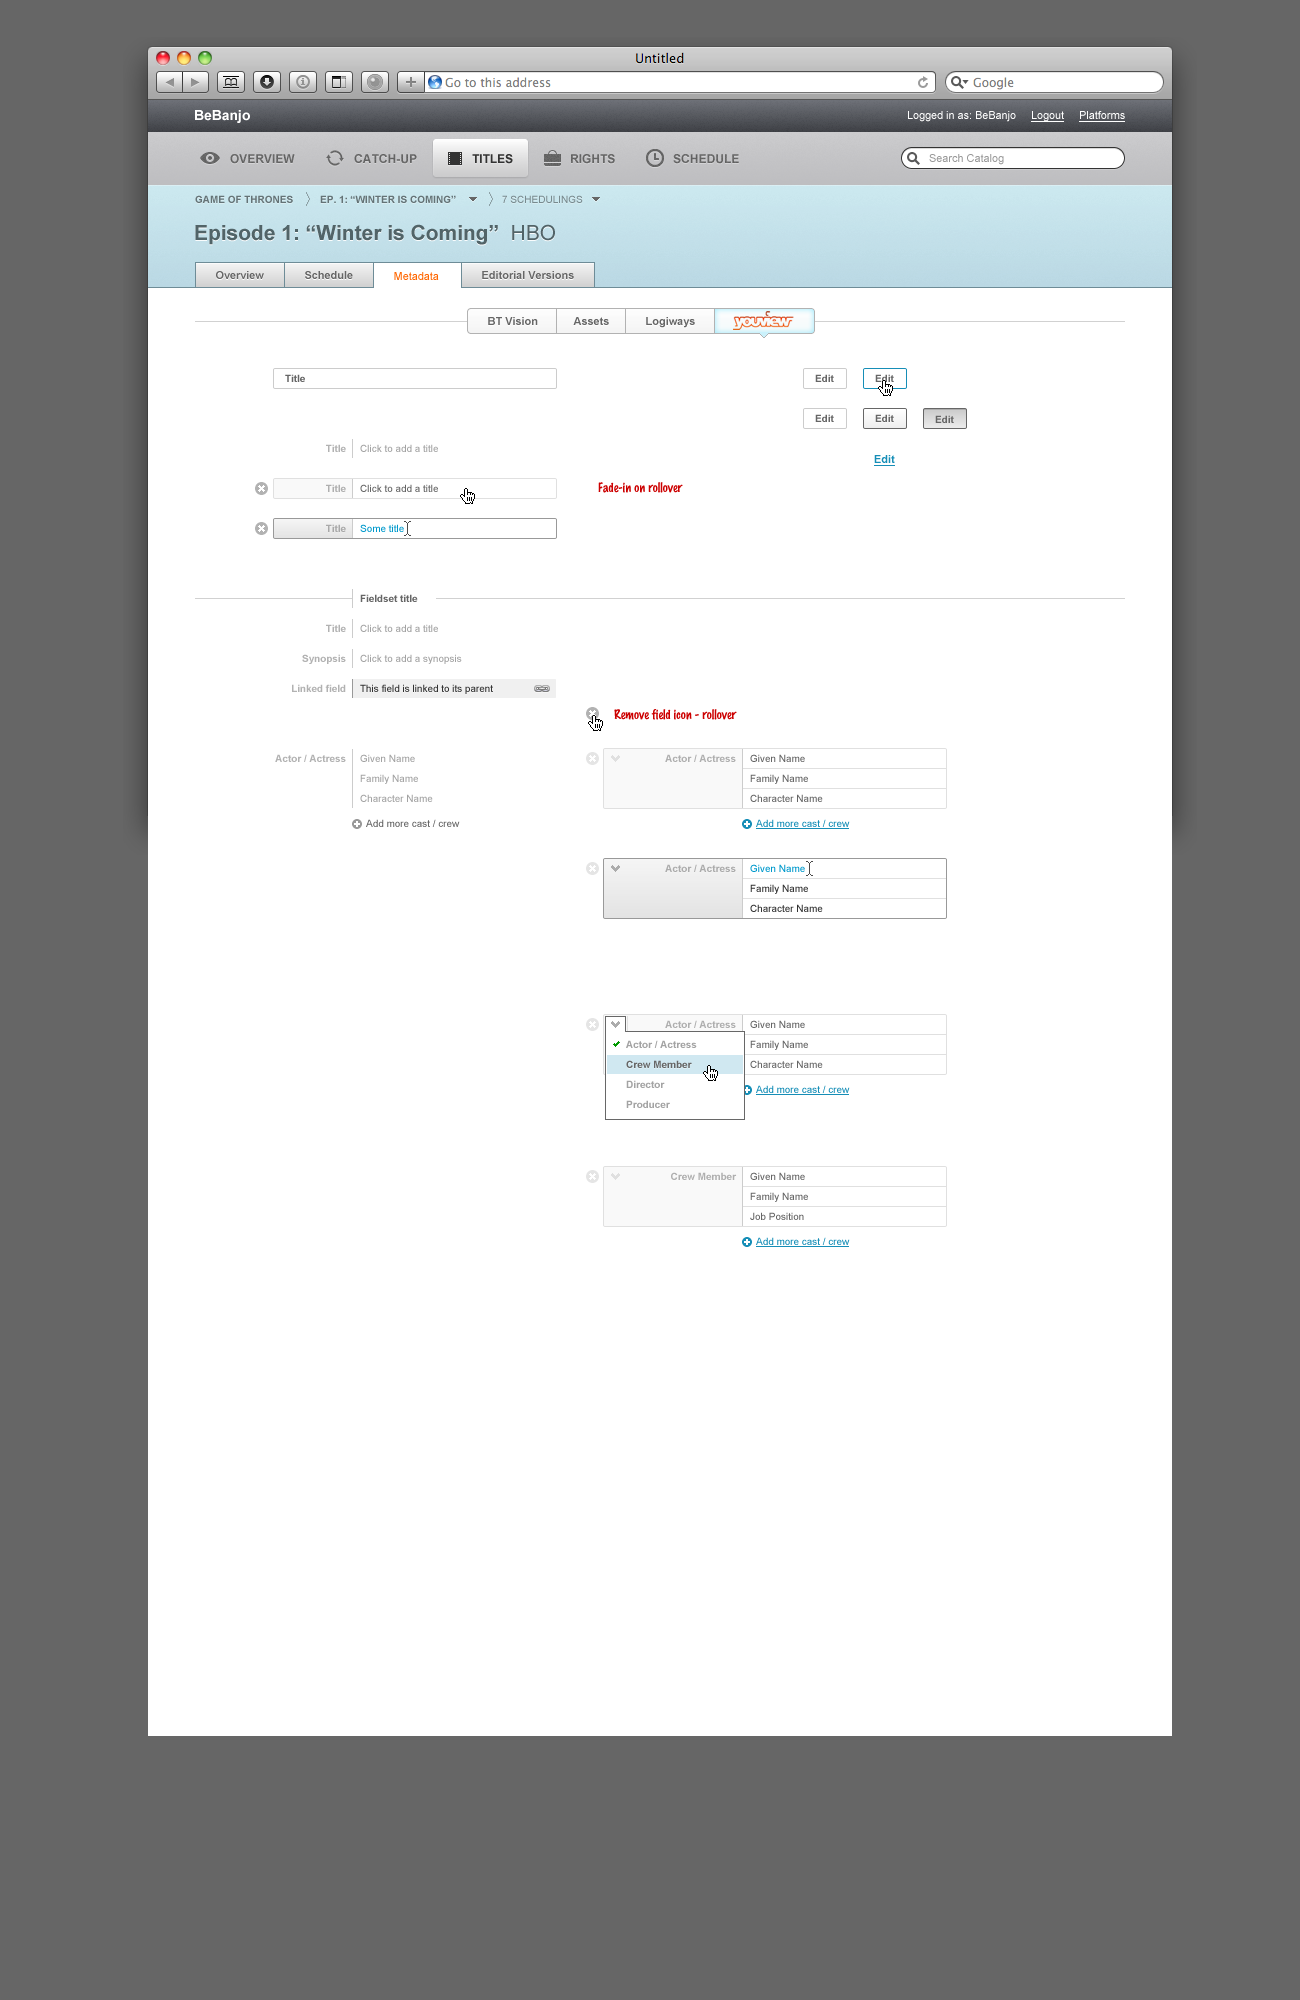 Untitled
Go to this address
Google
BeBanjo
Logged in as: BeBanjo Logout Platforms
OVERVIEW CATCH-UP TITLES RIGHTS SCHEDULE
Search Catalog
GAME OF THRONES EP. 1: “WINTER IS COMING” 7 SCHEDULINGS
Episode 1: “Winter is Coming” HBO
Overview Schedule Metadata Editorial Versions
BT Vision Assets Logiways youview
Title
Edit Edit
Edit Edit Edit
Title Click to add a title
Edit
Title Click to add a title
Fade-in on rollover
Title Some title
Fieldset title
Title Click to add a title
Synopsis Click to add a synopsis
Linked field This field is linked to its parent
Remove field icon - rollover
Actor / Actress Given Name
Family Name
Character Name
Add more cast / crew
Actor / Actress Given Name
Family Name
Character Name
Add more cast / crew
Actor / Actress Given Name
Family Name
Character Name
Actor / Actress Given Name
Family Name
Character Name
Actor / Actress
Crew Member
Director
Producer
Add more cast / crew
Crew Member Given Name
Family Name
Job Position
Add more cast / crew